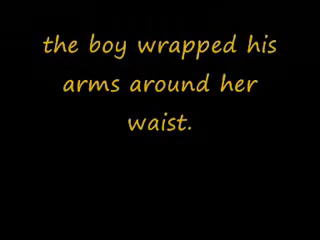 the boy wrapped his
arms around her
waist.